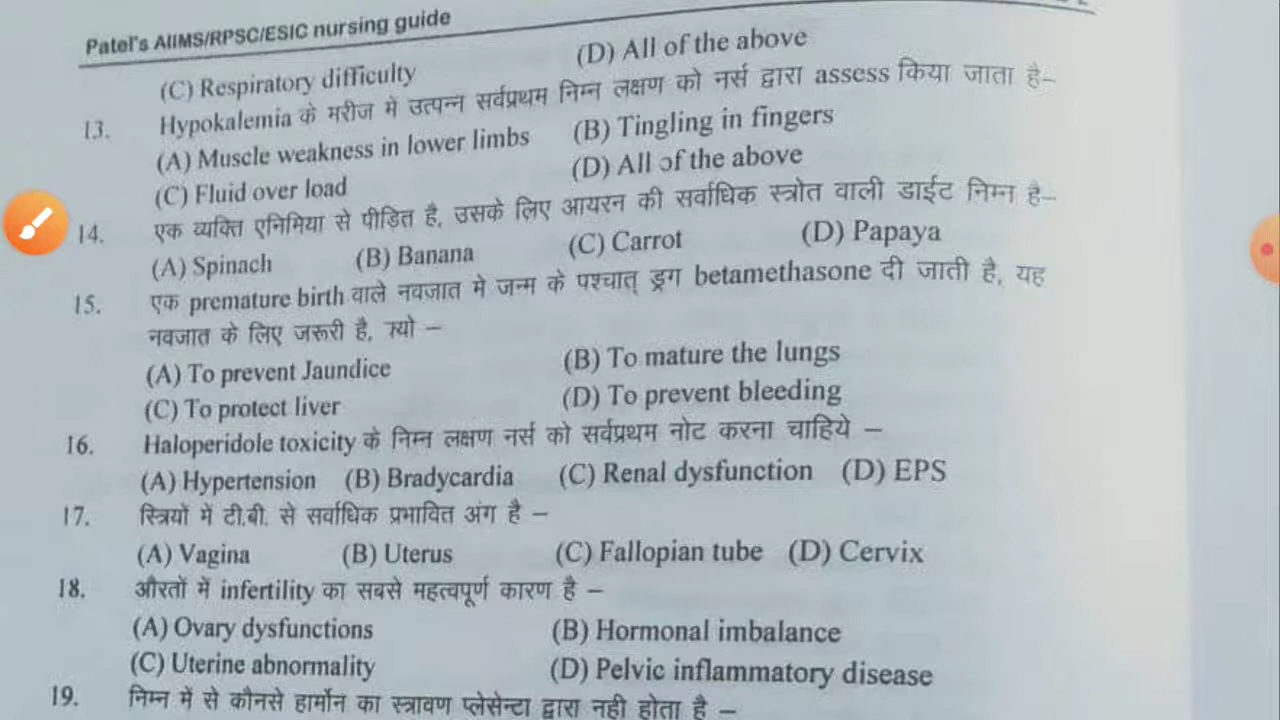 Patel's AIIMS/RPSC/ESIC nursing guide
(C) Respiratory difficulty (D) All of the above
13. Hypokalemia के मरीज में उत्पन्न सर्वप्रथम निम्न लक्षण को नर्स द्वारा assess किया जाता है–
(A) Muscle weakness in lower limbs (B) Tingling in fingers
(C) Fluid over load (D) All of the above
14. एक व्यक्ति एनिमिया से पीड़ित है, उसके लिए आयरन की सर्वाधिक स्त्रोत वाली डाईट निम्न है–
(A) Spinach (B) Banana (C) Carrot (D) Papaya
15. एक premature birth वाले नवजात मे जन्म के पश्चात् ड्रग betamethasone दी जाती है, यह
नवजात के लिए जरूरी है, क्यो –
(A) To prevent Jaundice (B) To mature the lungs
(C) To protect liver (D) To prevent bleeding
16. Haloperidole toxicity के निम्न लक्षण नर्स को सर्वप्रथम नोट करना चाहिये –
(A) Hypertension (B) Bradycardia (C) Renal dysfunction (D) EPS
17. स्त्रियों में टी.बी. से सर्वाधिक प्रभावित अंग है –
(A) Vagina (B) Uterus (C) Fallopian tube (D) Cervix
18. औरतों में infertility का सबसे महत्वपूर्ण कारण है –
(A) Ovary dysfunctions (B) Hormonal imbalance
(C) Uterine abnormality (D) Pelvic inflammatory disease
19. निम्न में से कौनसे हार्मोन का स्त्रावण प्लेसेन्टा द्वारा नही होता है –